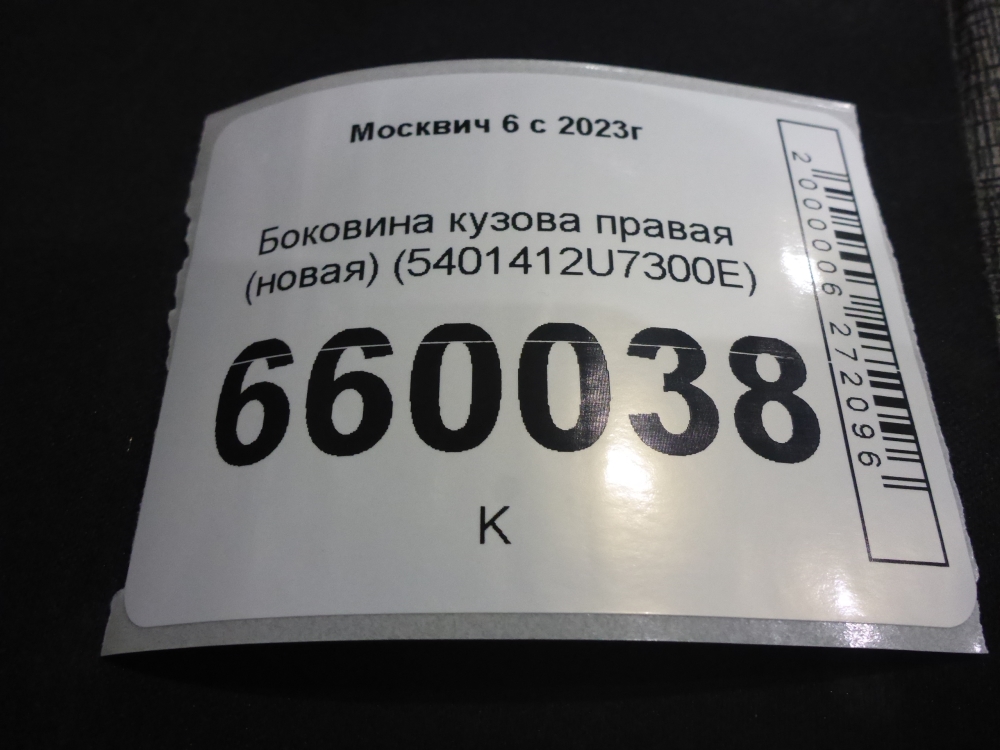 Москвич 6 с 2023г
Боковина кузова правая
(новая) (5401412U7300E)
660038
К
2000006272096